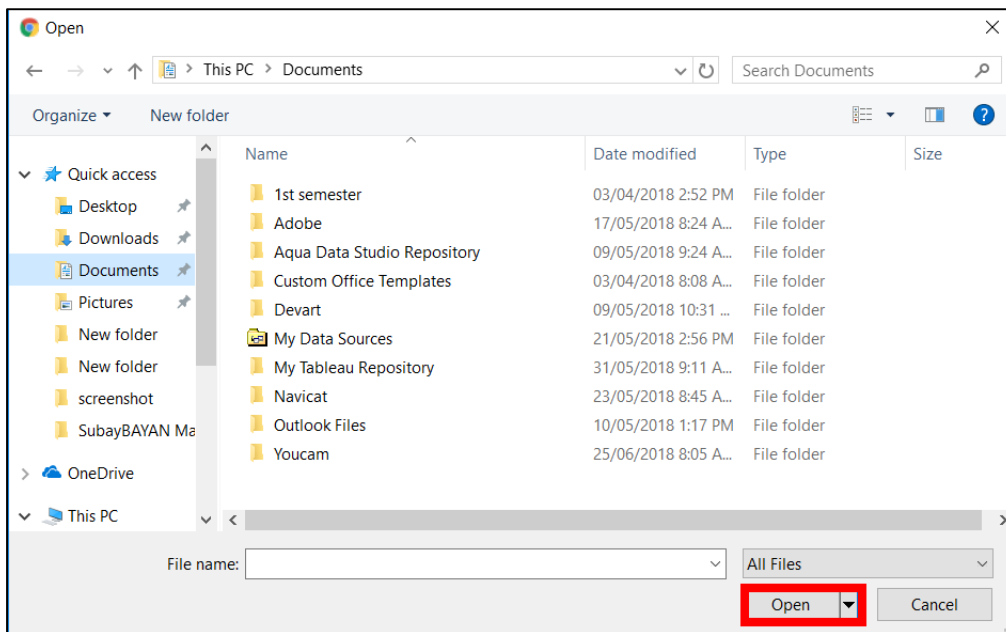 Open
This PC > Documents
Search Documents
Organize
New folder
Name Date modified Type Size
Quick access
Desktop
Downloads
Documents
Pictures
New folder
New folder
screenshot
SubayBAYAN Ma
OneDrive
This PC
1st semester 03/04/2018 2:52 PM File folder
Adobe 17/05/2018 8:24 A... File folder
Aqua Data Studio Repository 09/05/2018 9:24 A... File folder
Custom Office Templates 03/04/2018 8:08 A... File folder
Devart 09/05/2018 10:31 ... File folder
My Data Sources 21/05/2018 2:56 PM File folder
My Tableau Repository 31/05/2018 9:11 A... File folder
Navicat 23/05/2018 8:45 A... File folder
Outlook Files 10/05/2018 1:17 PM File folder
Youcam 25/06/2018 8:05 A... File folder
File name:
All Files
Open
Cancel